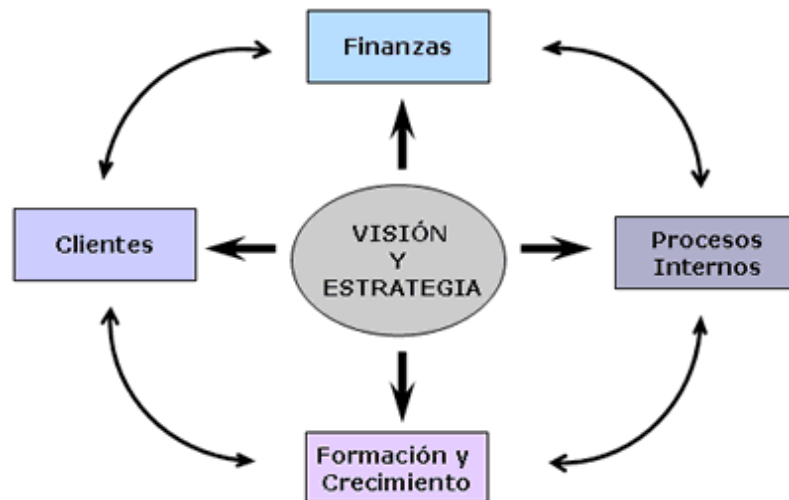 Finanzas
Clientes
VISIÓN
Y
ESTRATEGIA
Procesos
Internos
Formación y
Crecimiento